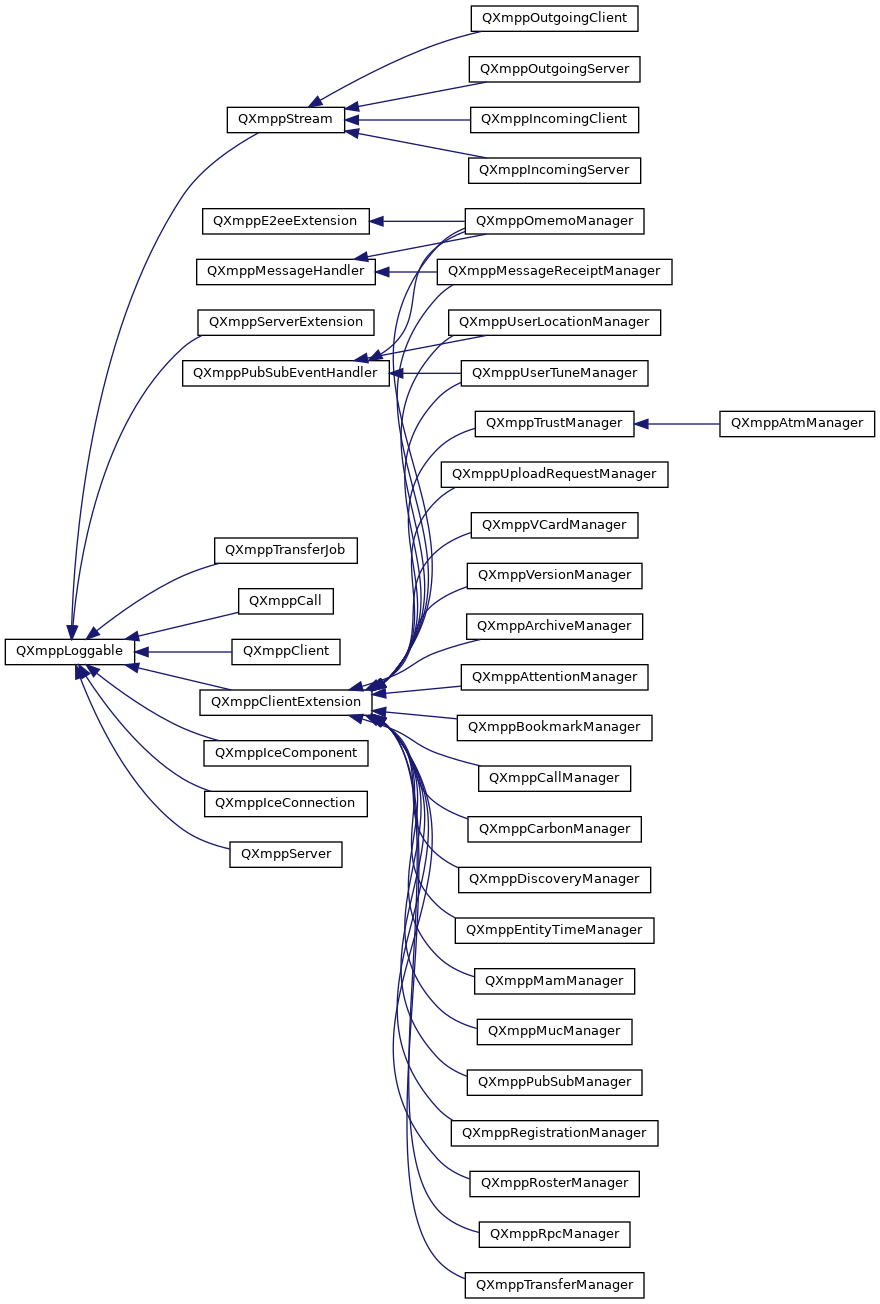 QXmppOutgoingClient
QXmppOutgoingServer
QXmppStream
QXmppIncomingClient
QXmppIncomingServer
QXmppE2eeExtension
QXmppOmemoManager
QXmppMessageHandler
QXmppMessageReceiptManager
QXmppServerExtension
QXmppUserLocationManager
QXmppPubSubEventHandler
QXmppUserTuneManager
QXmppTrustManager
QXmppAtmManager
QXmppUploadRequestManager
QXmppVCardManager
QXmppTransferJob
QXmppVersionManager
QXmppCall
QXmppArchiveManager
QXmppLoggable
QXmppClient
QXmppAttentionManager
QXmppClientExtension
QXmppBookmarkManager
QXmppIceComponent
QXmppCallManager
QXmppIceConnection
QXmppCarbonManager
QXmppServer
QXmppDiscoveryManager
QXmppEntityTimeManager
QXmppMamManager
QXmppMucManager
QXmppPubSubManager
QXmppRegistrationManager
QXmppRosterManager
QXmppRpcManager
QXmppTransferManager